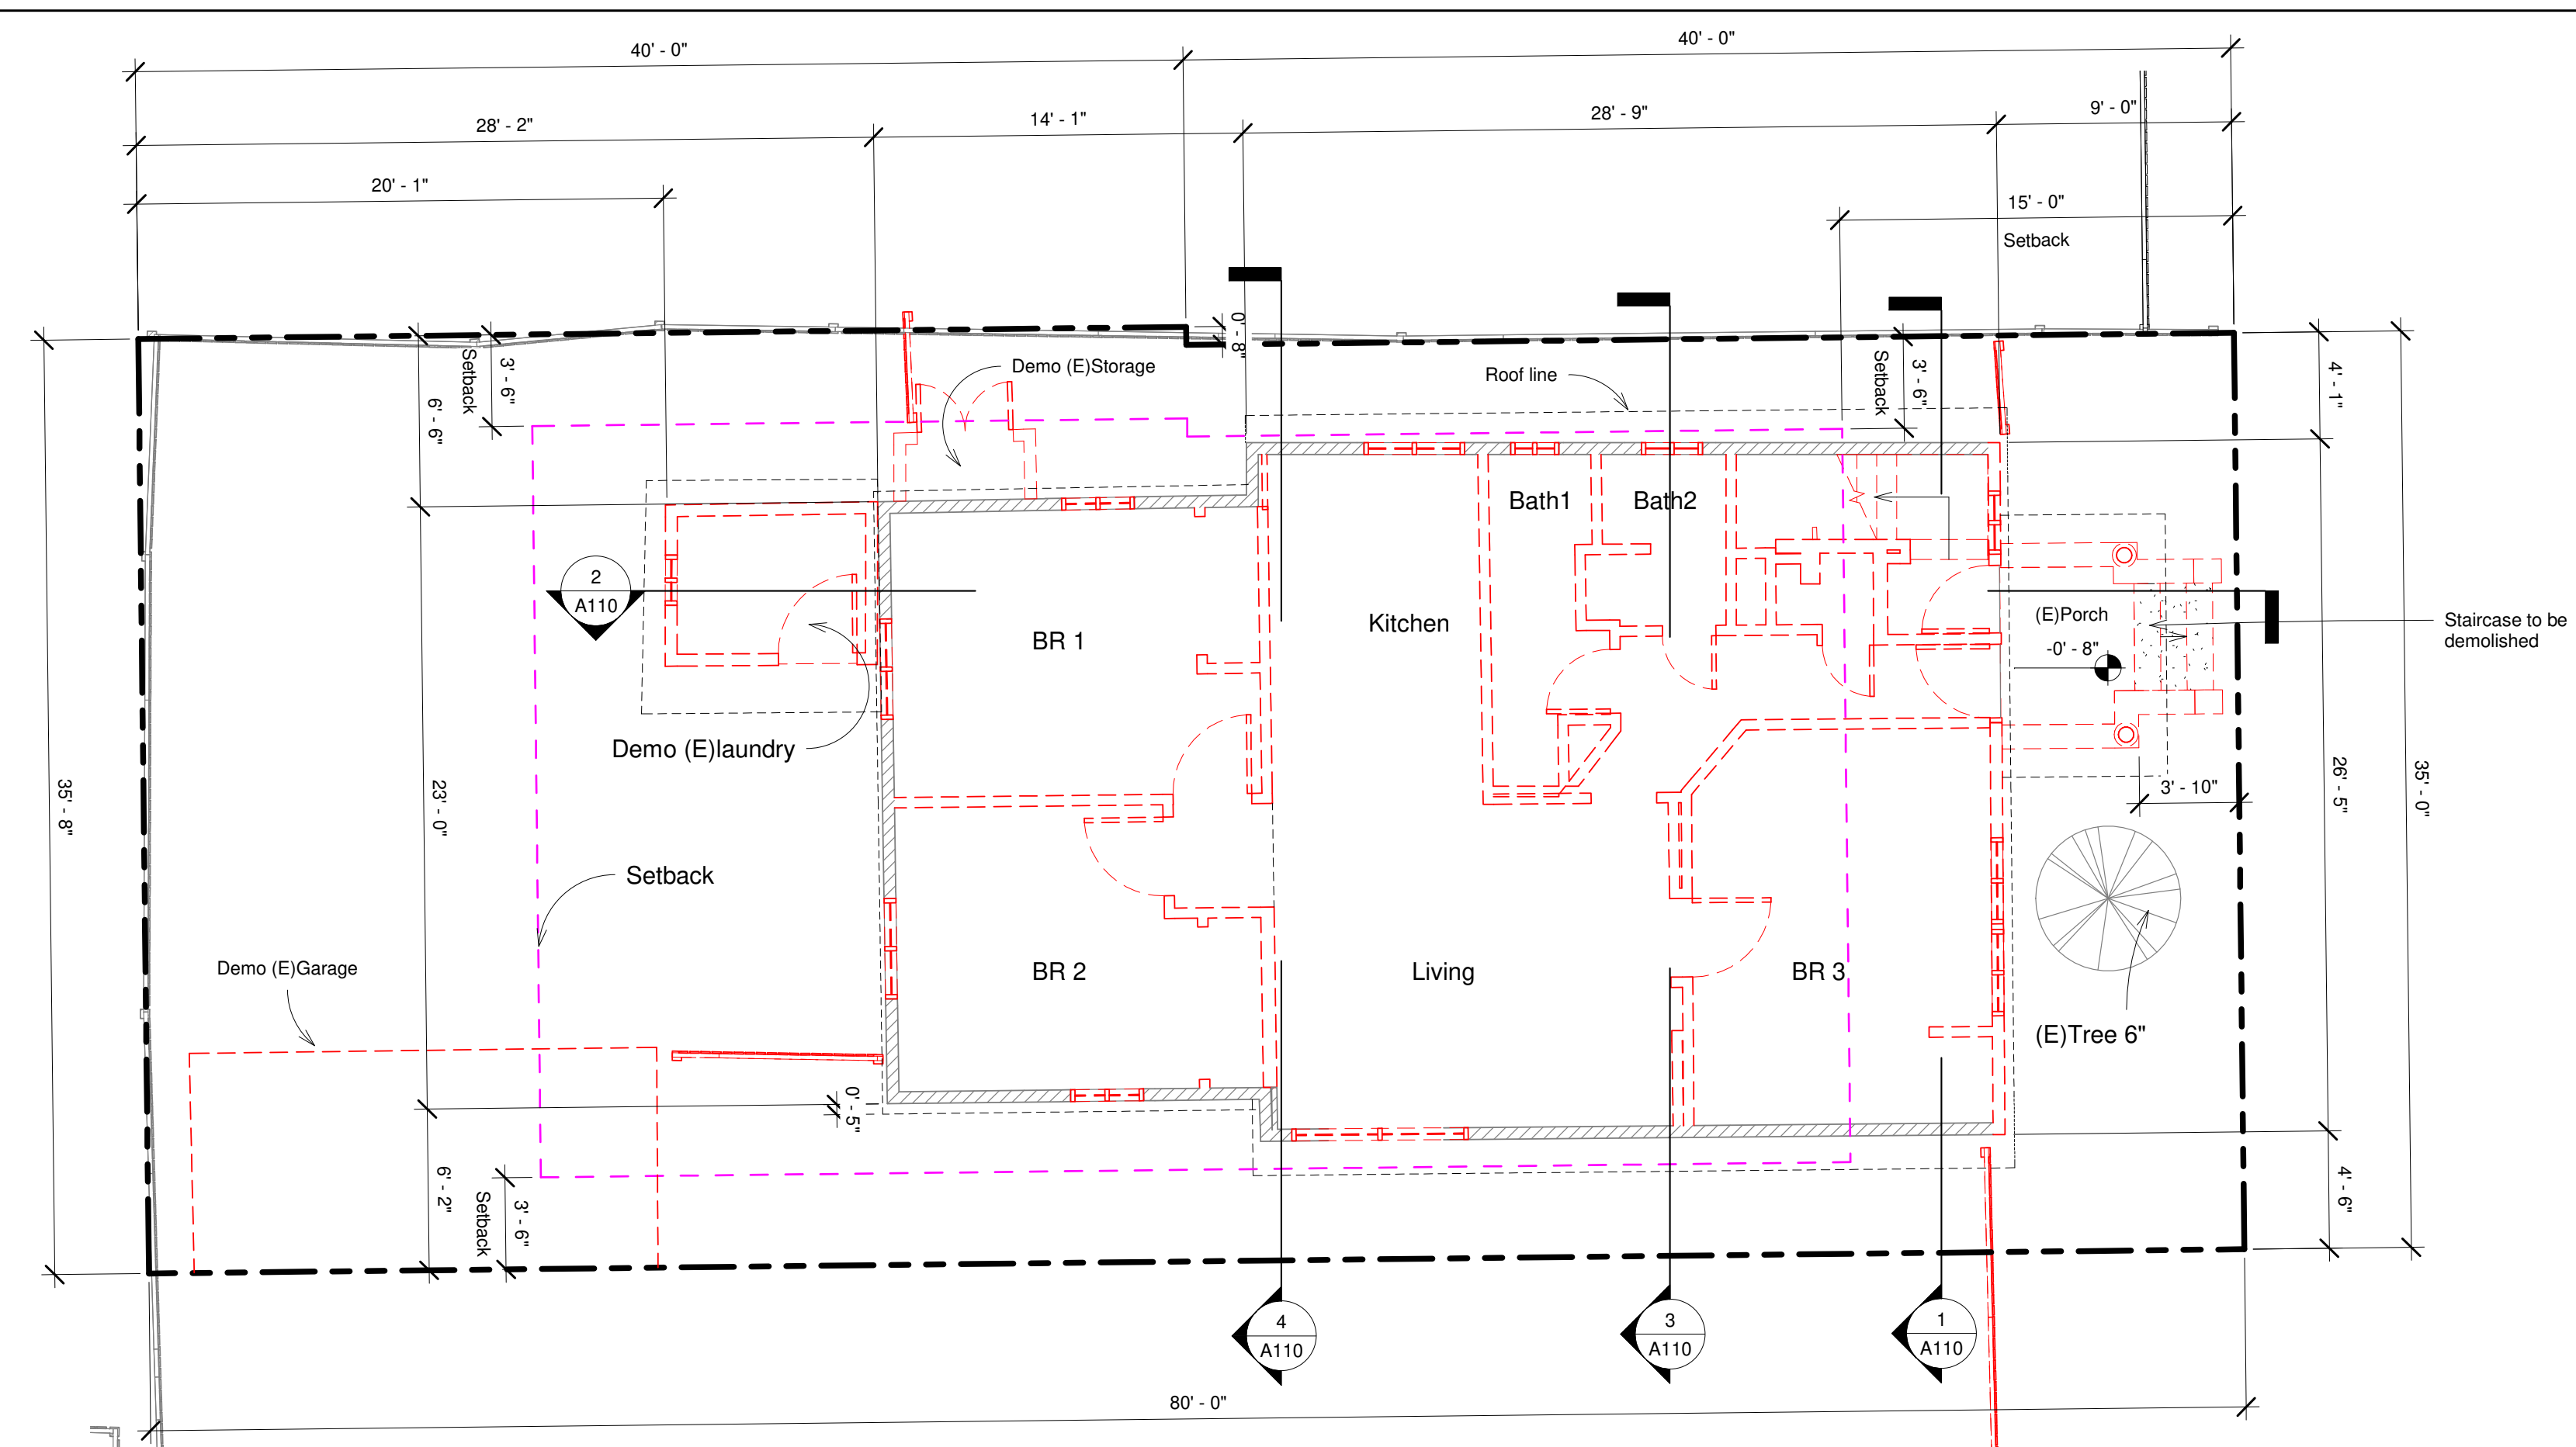 40' - 0"
40' - 0"
28' - 2"
14' - 1"
28' - 9"
9' - 0"
20' - 1"
15' - 0"
Setback
0' - 8"
Setback
3' - 6"
6' - 6"
Demo (E)Storage
Roof line
Setback
3' - 6"
4' - 1"
Bath1
Bath2
2
A110
BR 1
Kitchen
(E)Porch
-0' - 8"
Staircase to be
demolished
Demo (E)laundry
35' - 8"
23' - 0"
3' - 10"
26' - 5"
35' - 0"
Setback
Demo (E)Garage
BR 2
Living
BR 3
(E)Tree 6"
0' - 5"
6' - 2"
Setback
3' - 6"
4' - 6"
4
A110
3
A110
1
A110
80' - 0"